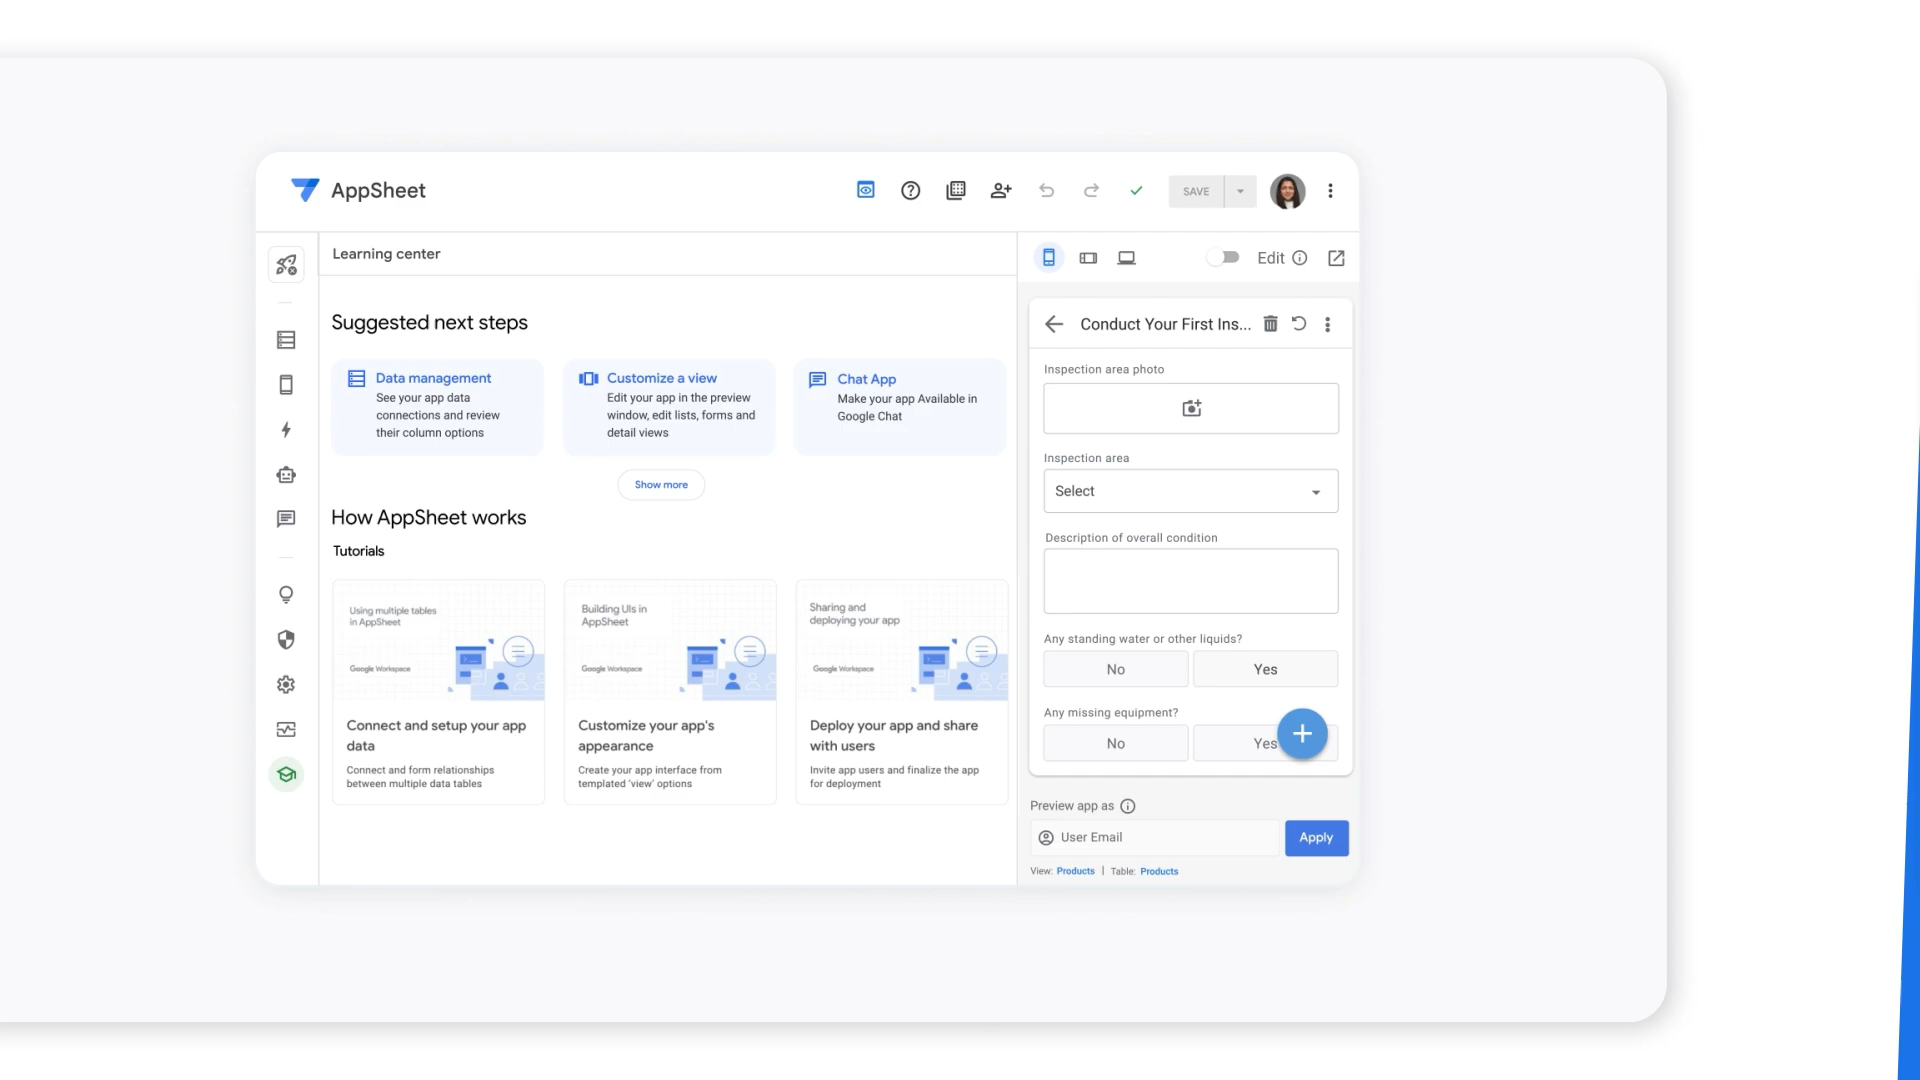 AppSheet
SAVE
Learning center
Edit
Suggested next steps
Data management
See your app data
connections and review
their column options
Customize a view
Edit your app in the preview
window, edit lists, forms and
detail views
Chat App
Make your app Available in
Google Chat
Show more
How AppSheet works
Tutorials
Using multiple tables
in AppSheet
Google Workspace
Connect and setup your app
data
Connect and form relationships
between multiple data tables
Building UIs in
AppSheet
Google Workspace
Customize your app's
appearance
Create your app interface from
templated 'view' options
Sharing and
deploying your app
Google Workspace
Deploy your app and share
with users
Invite app users and finalize the app
for deployment
Conduct Your First Ins...
Inspection area photo
Inspection area
Select
Description of overall condition
Any standing water or other liquids?
No Yes
Any missing equipment?
No Yes
Preview app as
User Email
Apply
View: Products | Table: Products